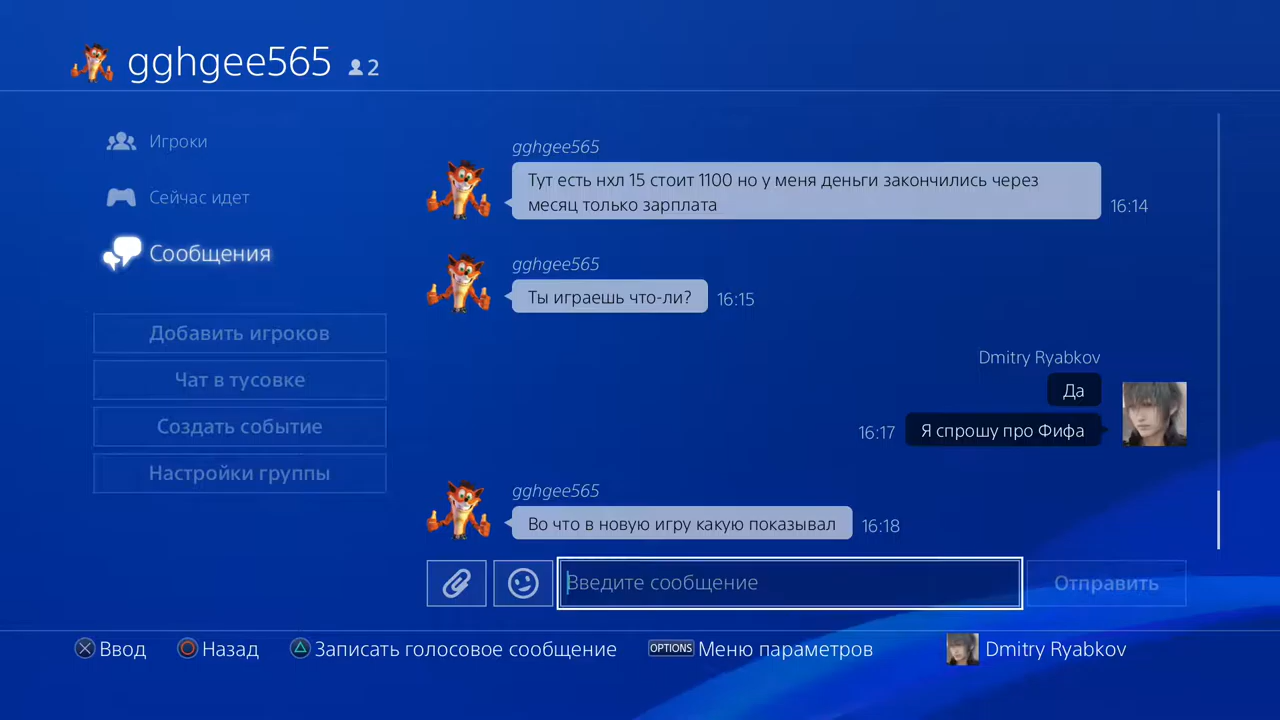 gghgee565 2
Игроки
Сейчас идет
Сообщения
Добавить игроков
Чат в тусовке
Создать событие
Настройки группы
gghgee565
Тут есть нхл 15 стоит 1100 но у меня деньги закончились через
месяц только зарплата
16:14
gghgee565
Ты играешь что-ли?
16:15
Dmitry Ryabkov
Да
16:17
Я спрошу про Фифа
gghgee565
Во что в новую игру какую показывал
16:18
Введите сообщение
Отправить
Ввод
Назад
Записать голосовое сообщение
OPTIONS Меню параметров
Dmitry Ryabkov